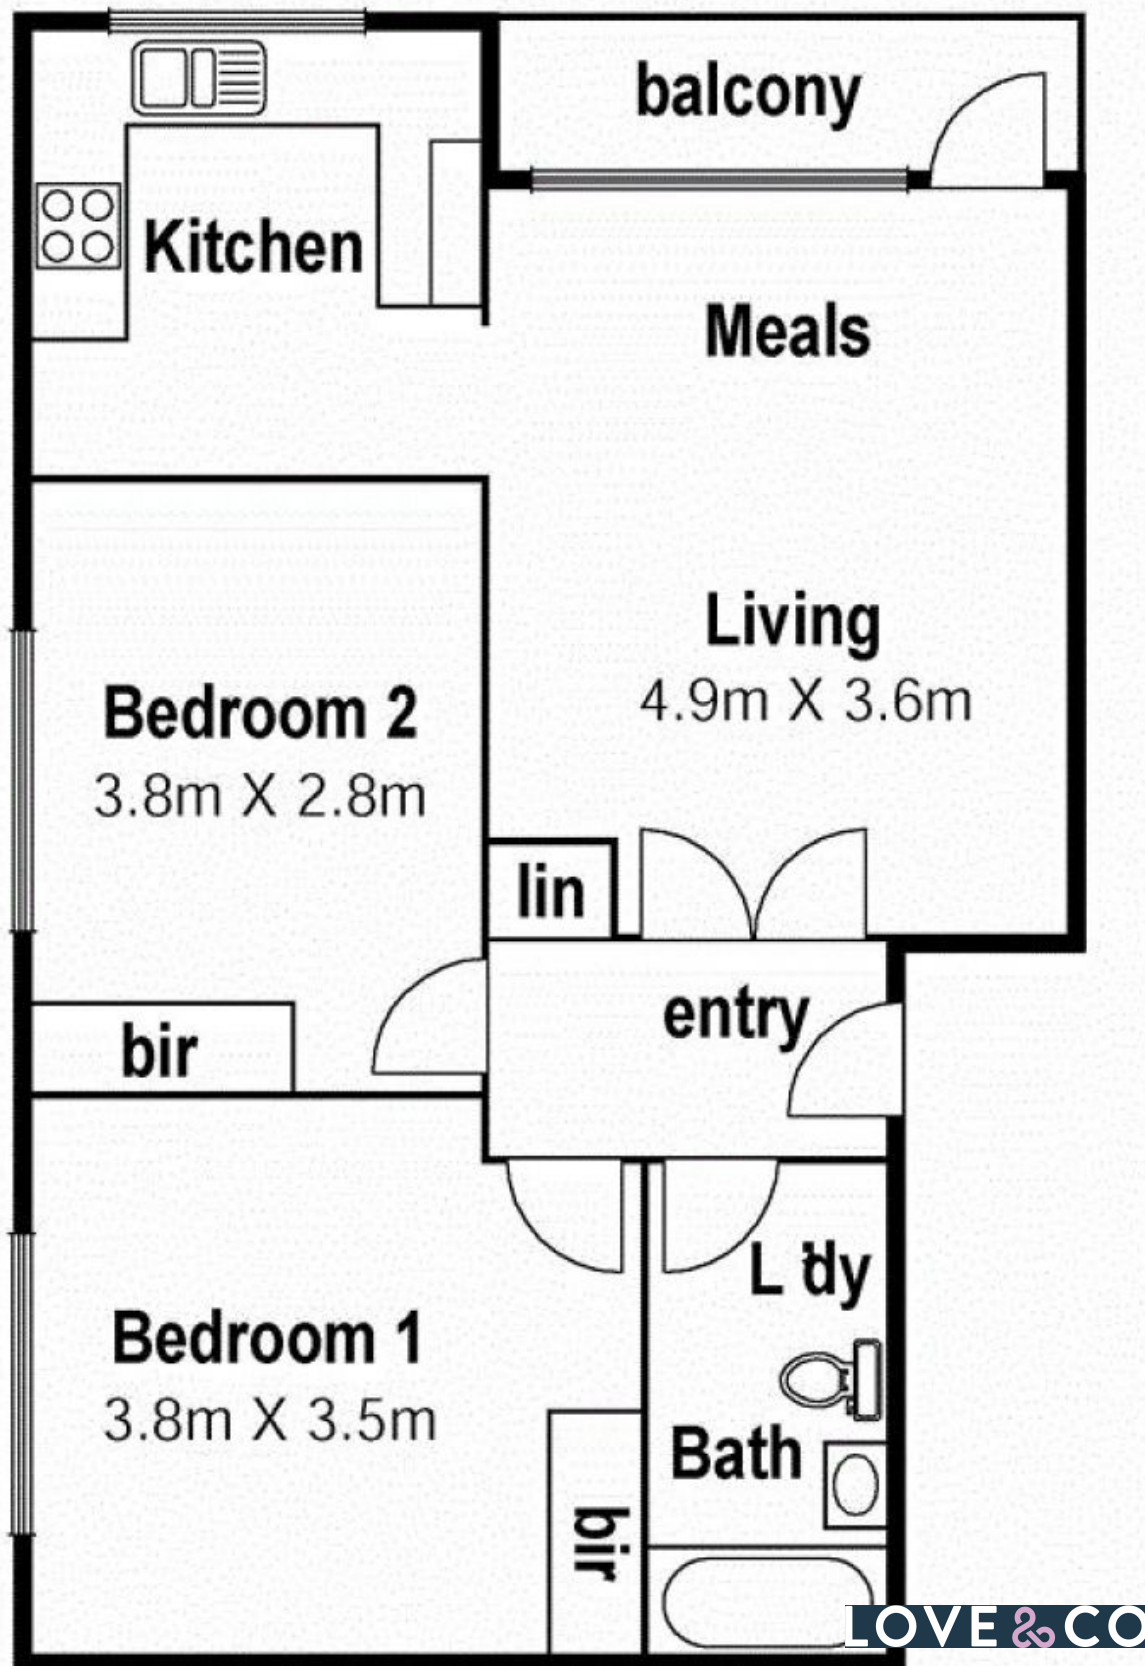 balcony
Kitchen
Meals
Living
4.9m X 3.6m
Bedroom 2
3.8m X 2.8m
lin
entry
bir
L'dy
Bedroom 1
3.8m X 3.5m
Bath
bir
LOVE & CO